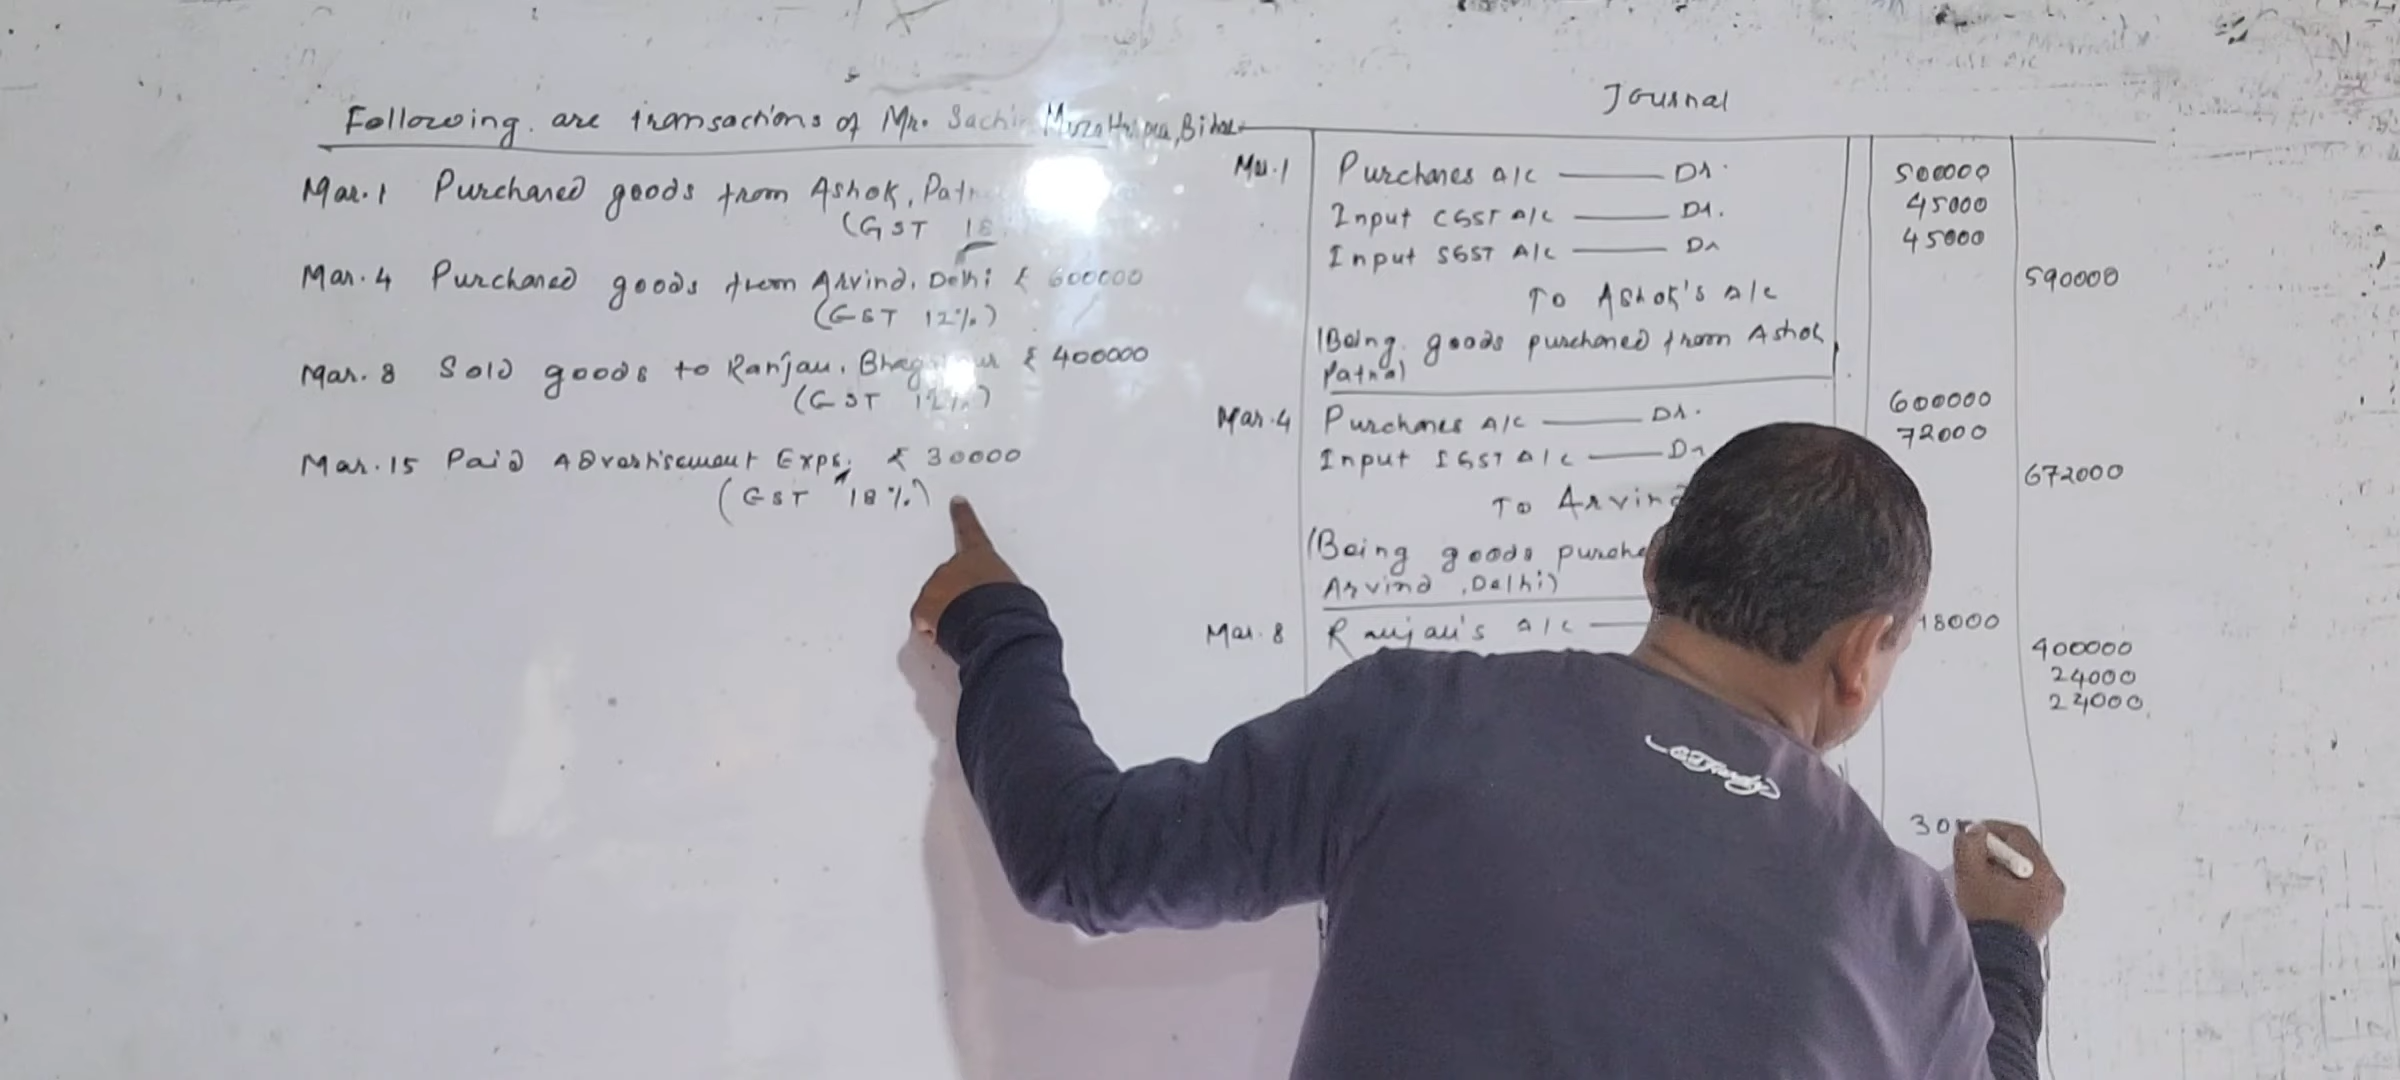 Following are transactions of Mr. Sachin Muzaffarpur, Bihar
Mar. 1 Purchased goods from Ashok, Patna
(GST 18
Mar. 4 Purchased goods from Arvind, Delhi ₹ 600000
(GST 12%)
Mar. 8 Sold goods to Ranjan, ₹ 400000
(GST 12%)
Mar. 15 Paid Advertisement Exps. ₹ 30000
(GST 18%)
Journal
Mar. 1 Purchases A/c Dr. 500000
Input CGST A/c Dr. 45000
Input SGST A/c Dr 45000
To Ashok's A/c 590000
(Being goods purchased from Ashok,
Patna)
Mar. 4 Purchases A/c Dr. 600000
Input IGST A/c Dr 72000
To Arvind 672000
(Being goods purcha
Arvind, Delhi)
Mar. 8 Ranjan's A/c 48000
400000
24000
24000
30